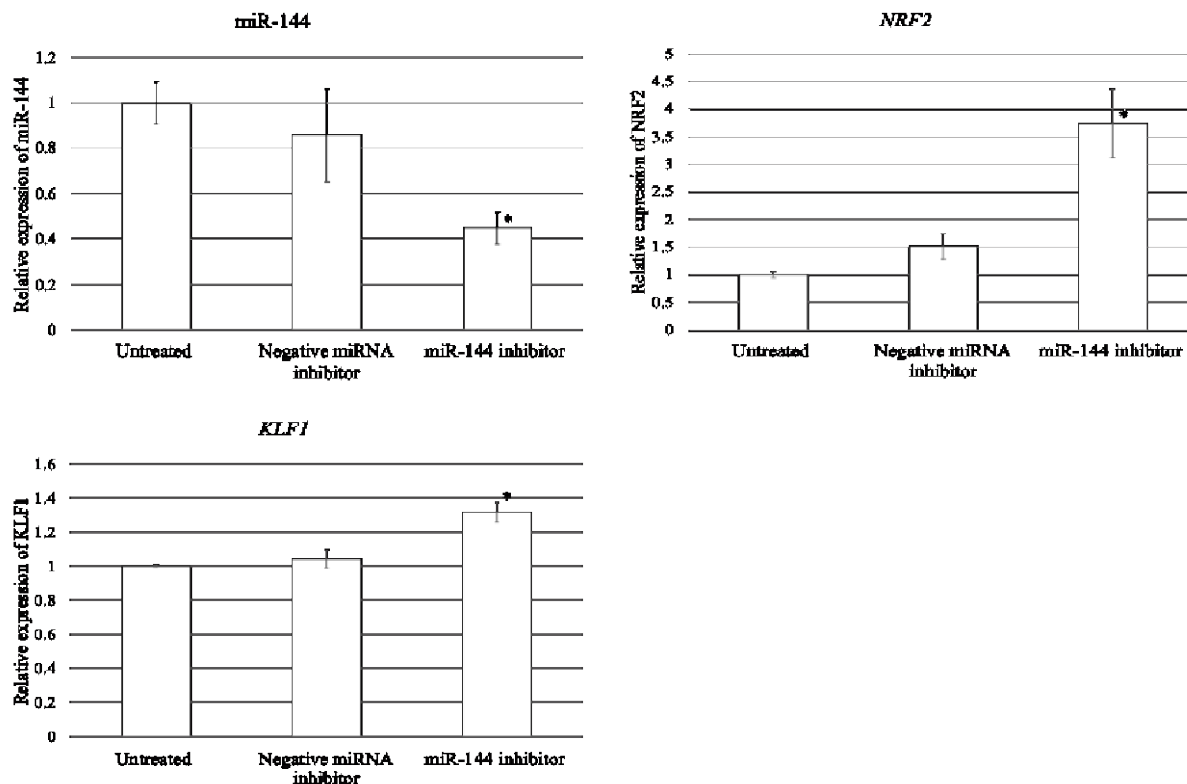 miR-144
Relative expression of miR-144
1,2
1
0,8
0,6
0,4
0,2
0
*
Untreated
Negative miRNA
inhibitor
miR-144 inhibitor
NRF2
Relative expression of NRF2
5
4,5
4
3,5
3
2,5
2
1,5
1
0,5
0
*
Untreated
Negative miRNA
inhibitor
miR-144 inhibitor
KLF1
Relative expression of KLF1
1,6
1,4
1,2
1
0,8
0,6
0,4
0,2
0
*
Untreated
Negative miRNA
inhibitor
miR-144 inhibitor